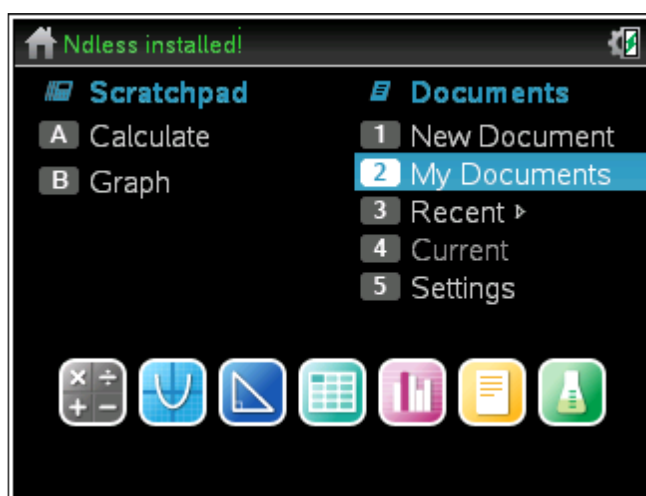 Ndless installed!
Scratchpad
A Calculate
B Graph
Documents
1 New Document
2 My Documents
3 Recent ▷
4 Current
5 Settings